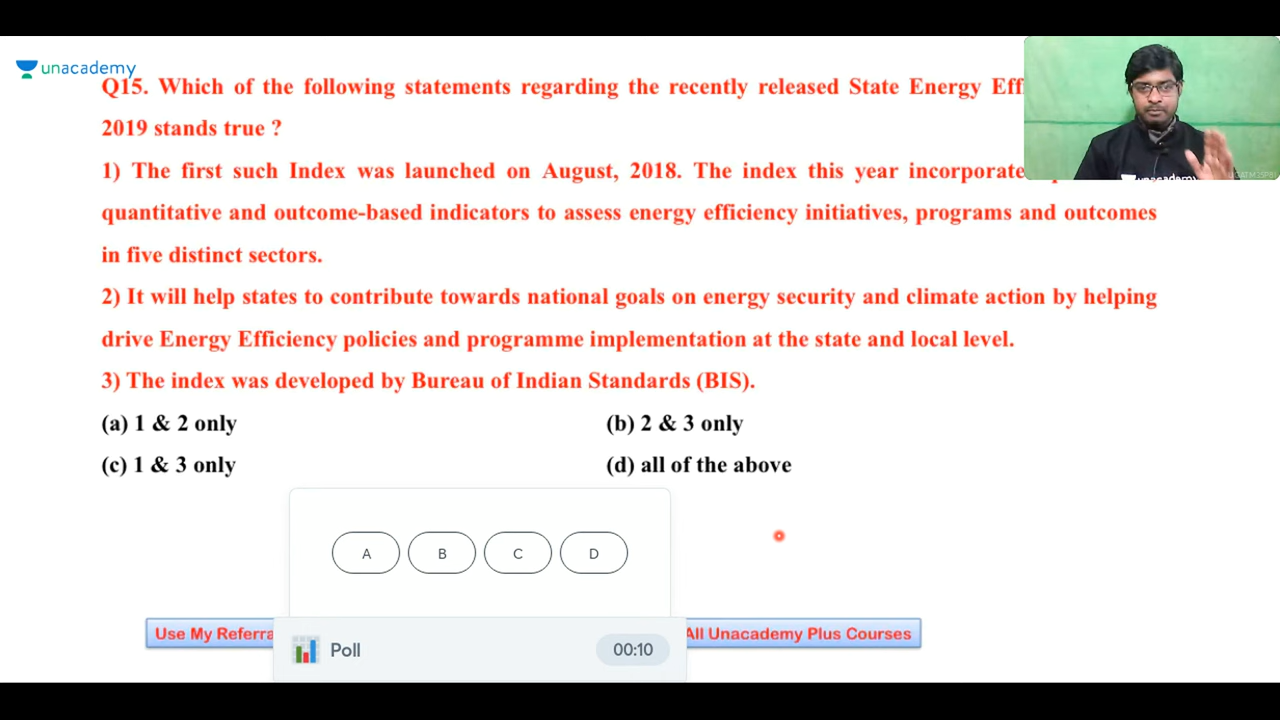 unacademy
Q15. Which of the following statements regarding the recently released State Energy
2019 stands true ?
1) The first such Index was launched on August, 2018. The index this year
quantitative and outcome-based indicators to assess energy efficiency initiatives, programs and outcomes
in five distinct sectors.
2) It will help states to contribute towards national goals on energy security and climate action by helping
drive Energy Efficiency policies and programme implementation at the state and local level.
3) The index was developed by Bureau of Indian Standards (BIS).
(a) 1 & 2 only (b) 2 & 3 only
(c) 1 & 3 only (d) all of the above
A B C D
Use My All Unacademy Plus Courses
Poll 00:10
unacademy